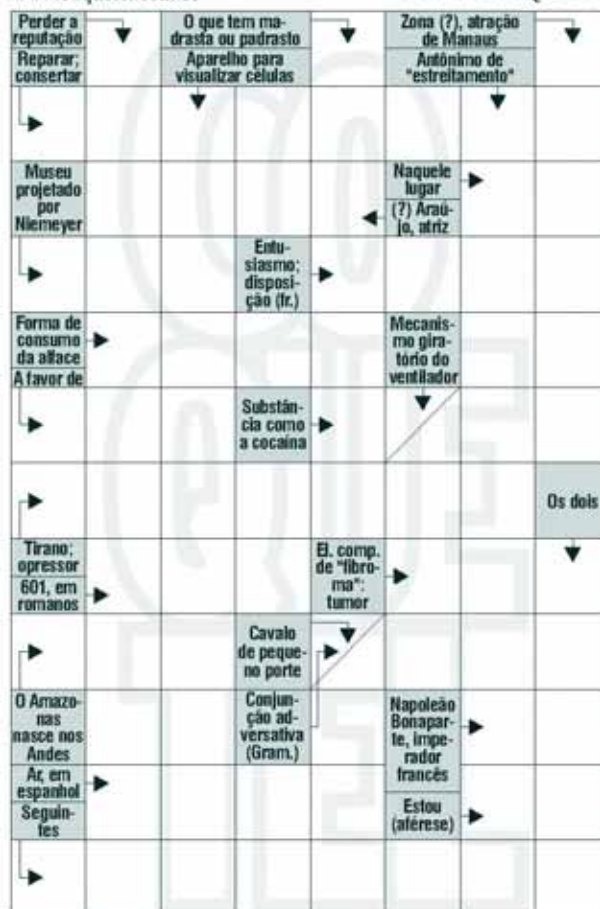 Perder a
reputação
Reparar;
consertar
O que tem ma-
drasta ou padrasto
Aparelho para
visualizar células
Zona (?), atração
de Manaus
Antônimo de
"estreitamento"
Museu
projetado
por
Niemeyer
Naquele
lugar
(?) Araú-
jo, atriz
Entu-
siasmo;
disposi-
ção (fr.)
Forma de
consumo
da alface
A favor de
Mecanis-
mo gira-
tório do
ventilador
Substân-
cia como
a cocaína
Os dois
Tirano;
opressor
601, em
romanos
El. comp.
de "fibro-
ma":
tumor
Cavalo
de peque-
no porte
O Amazo-
nas
nasce nos
Andes
Conjun-
ção ad-
versativa
(Gram.)
Napoleão
Bonapar-
te, impe-
rador
francês
Ar, em
espanhol
Seguin-
tes
Estou
(aférese)